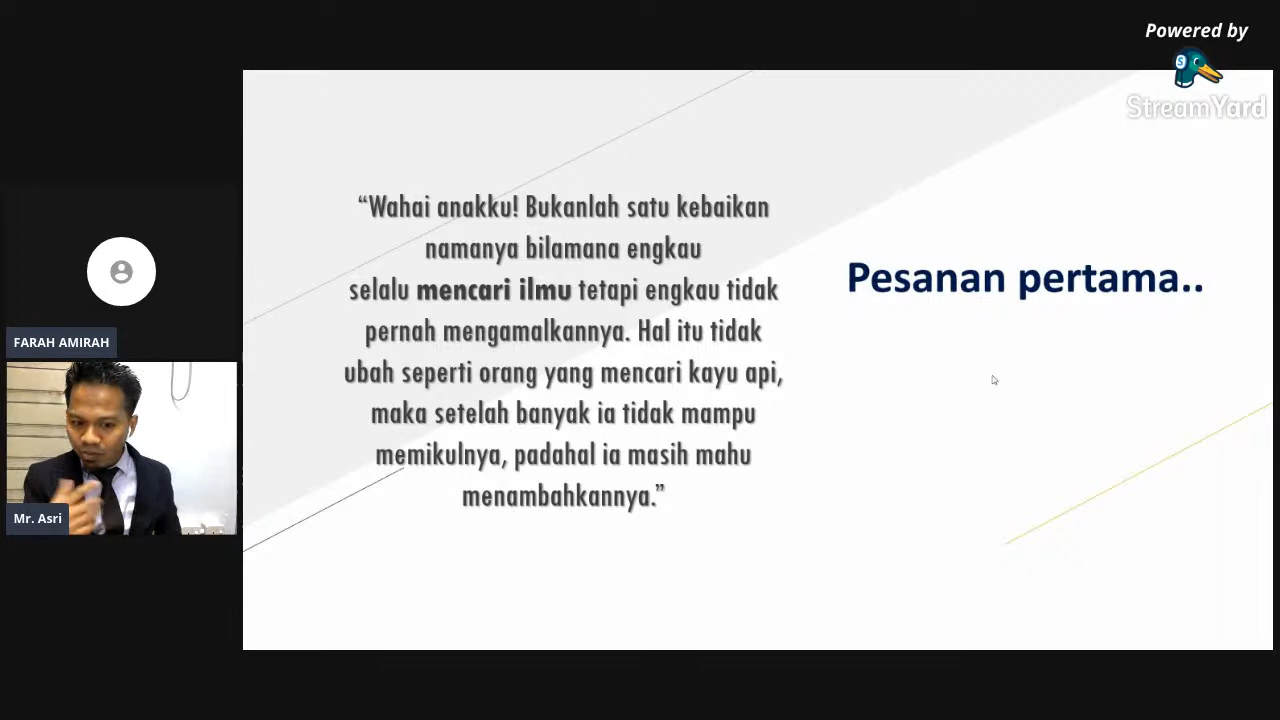 Powered by
StreamYard
“Wahai anakku! Bukanlah satu kebaikan
namanya bilamana engkau
selalu mencari ilmu tetapi engkau tidak
pernah mengamalkannya. Hal itu tidak
ubah seperti orang yang mencari kayu api,
maka setelah banyak ia tidak mampu
memikulnya, padahal ia masih mahu
menambahkannya.”
Pesanan pertama..
FARAH AMIRAH
Mr. Asri